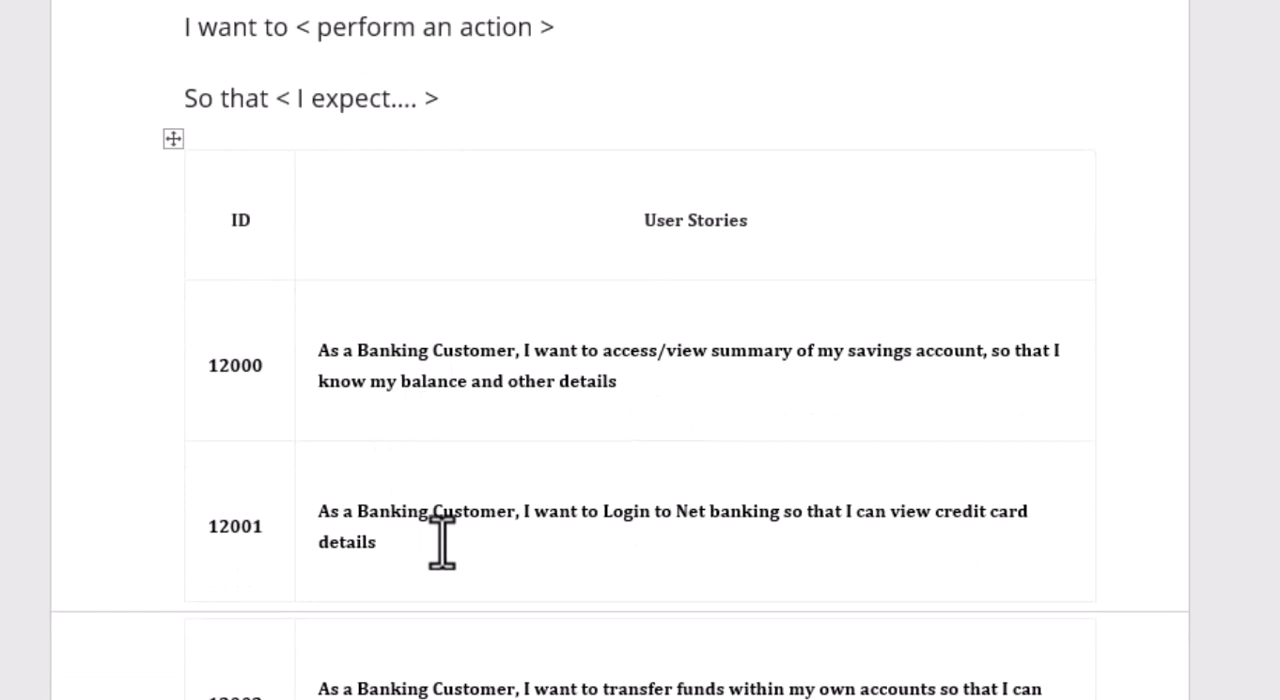 I want to < perform an action >
So that < I expect.... >
ID
User Stories
12000
As a Banking Customer, I want to access/view summary of my savings account, so that I
know my balance and other details
12001
As a Banking Customer, I want to Login to Net banking so that I can view credit card
details
As a Banking Customer, I want to transfer funds within my own accounts so that I can